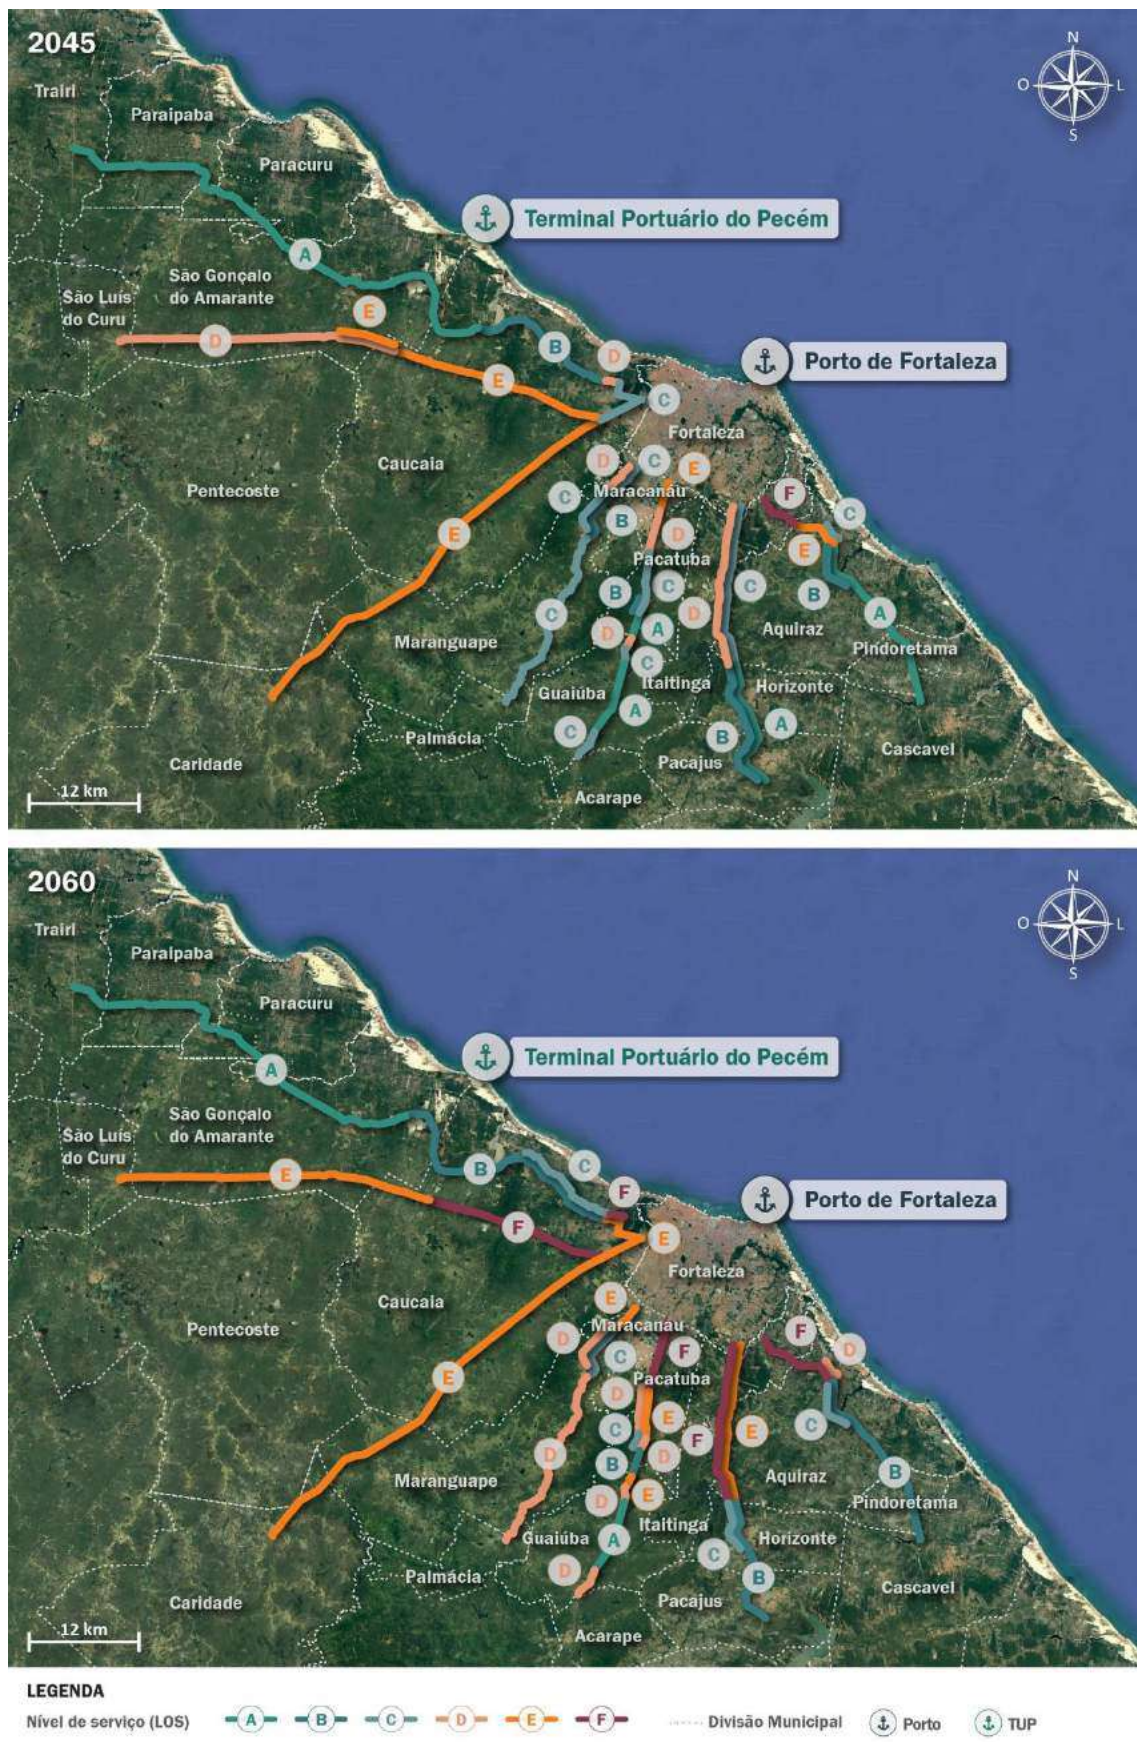 2045
N
O
L
S
Trairi
Paraipaba
Paracuru
Terminal Portuário do Pecém
A
São Gonçalo
do Amarante
São Luís
do Curu
E
D
B
D
Porto de Fortaleza
E
C
Fortaleza
Caucaia
D
C
E
Pentecoste
Maracanaú
C
F
C
B
E
D
E
Pacatuba
B
C
C
B
C
D
A
D
A
Aquiraz
Maranguape
Pindoretama
C
Guaiúba
Itaitinga
Horizonte
A
C
B
A
Palmácia
Cascavel
Caridade
Pacajus
12 km
Acarape
2060
N
O
L
S
Trairi
Paraipaba
Paracuru
Terminal Portuário do Pecém
A
São Gonçalo
do Amarante
São Luís
do Curu
E
B
C
F
Porto de Fortaleza
F
E
Fortaleza
Caucaia
E
Pentecoste
Maracanaú
D
F
F
D
C
E
Pacatuba
D
E
C
F
E
C
D
B
D
B
Aquiraz
Maranguape
D
E
Pindoretama
Guaiúba
A
Itaitinga
Horizonte
C
D
B
Palmácia
Cascavel
Caridade
Pacajus
12 km
Acarape
LEGENDA
Nível de serviço (LOS) A B C D E F Divisão Municipal Porto TUP